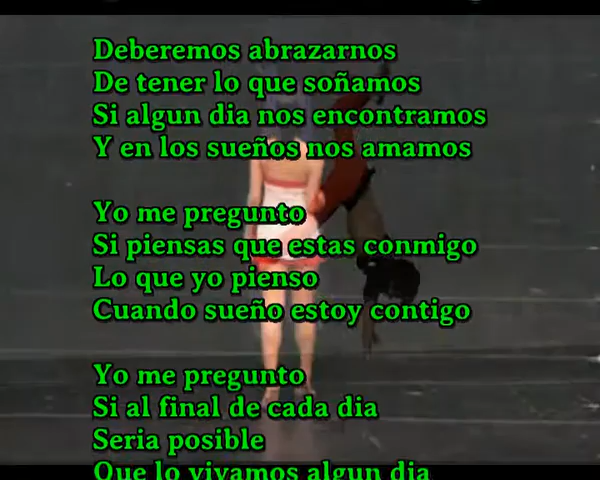 Deberemos abrazarnos
De tener lo que soñamos
Si algun dia nos encontramos
Y en los sueños nos amamos
Yo me pregunto
Si piensas que estas conmigo
Lo que yo pienso
Cuando sueño estoy contigo
Yo me pregunto
Si al final de cada dia
Seria posible
Que lo vivamos algun dia